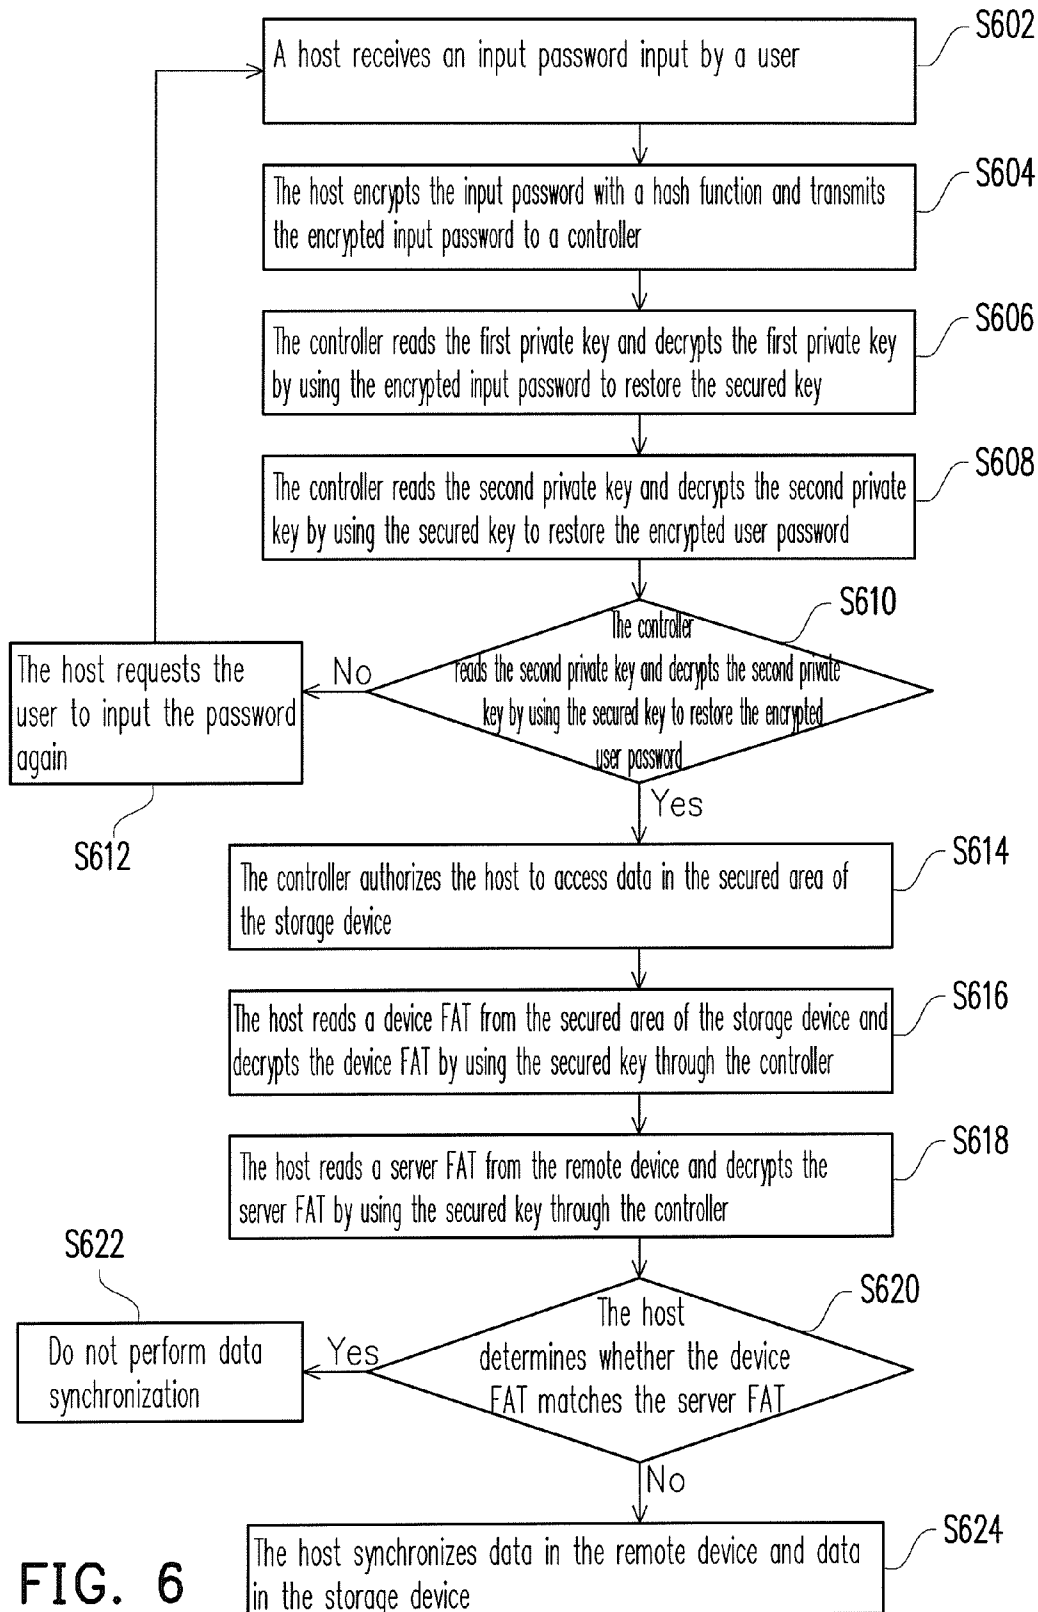 S602
A host receives an input password input by a user
S604
The host encrypts the input password with a hash function and transmits
the encrypted input password to a controller
S606
The controller reads the first private key and decrypts the first private key
by using the encrypted input password to restore the secured key
S608
The controller reads the second private key and decrypts the second private
key by using the secured key to restore the encrypted user password
S610
The controller
reads the second private key and decrypts the second private
key by using the secured key to restore the encrypted
user password
No
The host requests the
user to input the password
again
S612
Yes
S614
The controller authorizes the host to access data in the secured area of
the storage device
S616
The host reads a device FAT from the secured area of the storage device and
decrypts the device FAT by using the secured key through the controller
S618
The host reads a server FAT from the remote device and decrypts the
server FAT by using the secured key through the controller
S620
The host
determines whether the device
FAT matches the server FAT
S622
Yes
Do not perform data
synchronization
No
S624
The host synchronizes data in the remote device and data
in the storage device
FIG. 6